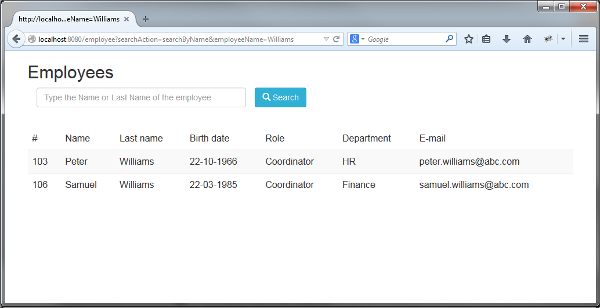 http://localho...eName=Williams
localhost:8080/employee?searchAction=searchByName&employeeName=Williams
Google
Employees
Type the Name or Last Name of the employee
Search
# Name Last name Birth date Role Department E-mail
103 Peter Williams 22-10-1966 Coordinator HR peter.williams@abc.com
106 Samuel Williams 22-03-1985 Coordinator Finance samuel.williams@abc.com